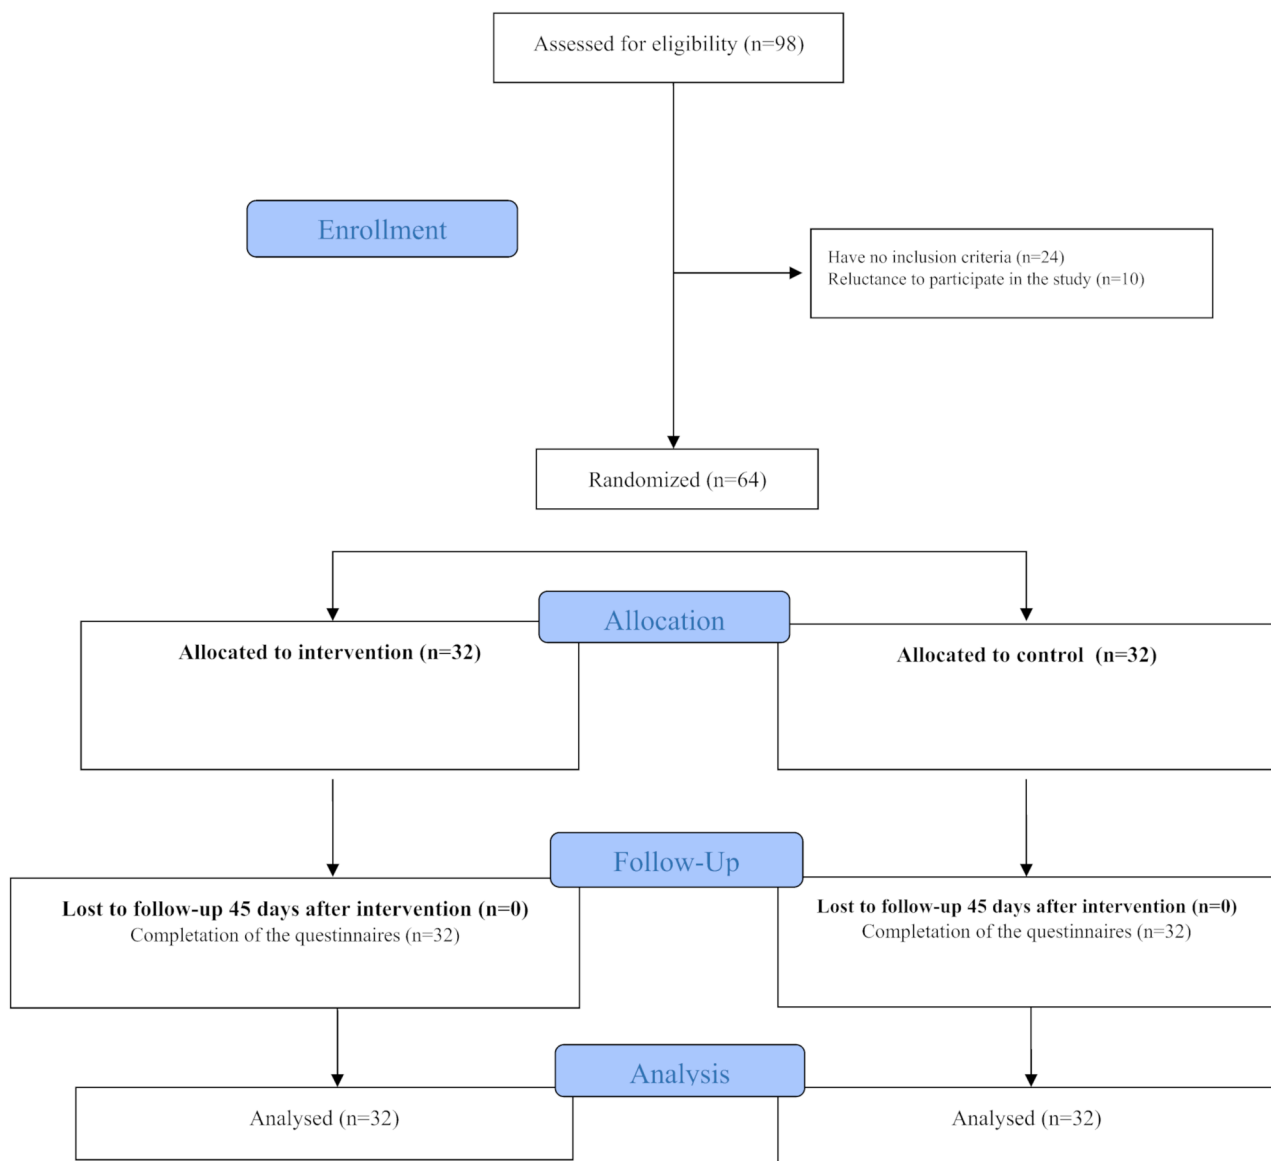 Assessed for eligibility (n=98)
Enrollment
Have no inclusion criteria (n=24)
Reluctance to participate in the study (n=10)
Randomized (n=64)
Allocation
Allocated to intervention (n=32)
Allocated to control (n=32)
Follow-Up
Lost to follow-up 45 days after intervention (n=0)
Completation of the questinnaires (n=32)
Lost to follow-up 45 days after intervention (n=0)
Completation of the questinnaires (n=32)
Analysis
Analysed (n=32)
Analysed (n=32)